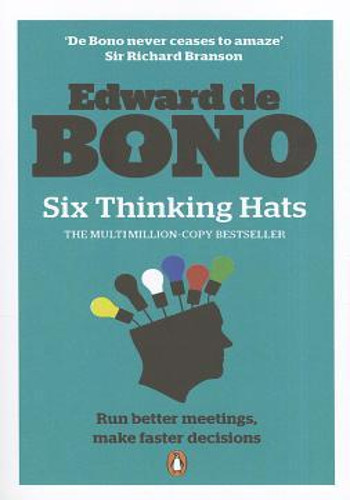 ‘De Bono never ceases to amaze’
Sir Richard Branson
Edward de
BONO
Six Thinking Hats
THE MULTIMILLION-COPY BESTSELLER
Run better meetings,
make faster decisions